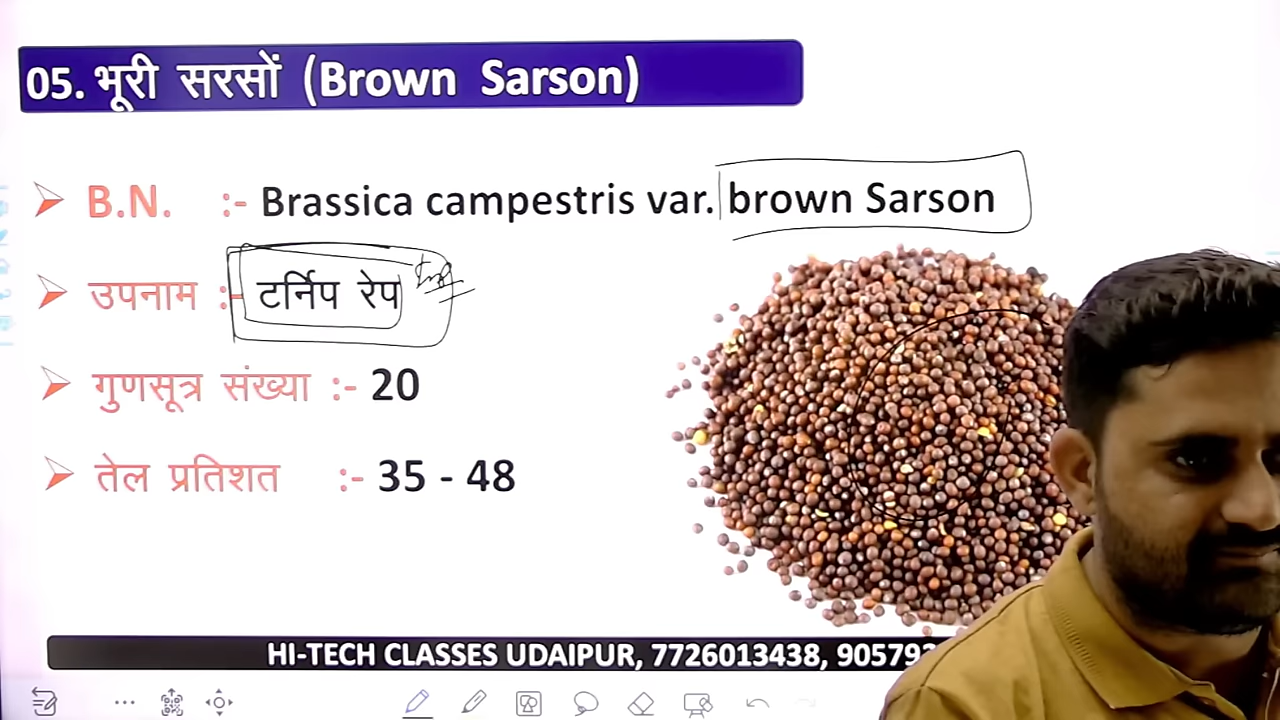 05. भूरी सरसों (Brown Sarson)
B.N. :- Brassica campestris var. brown Sarson
उपनाम :- टर्निप रेप Imp
गुणसूत्र संख्या :- 20
तेल प्रतिशत :- 35 - 48
HI-TECH CLASSES UDAIPUR, 7726013438,